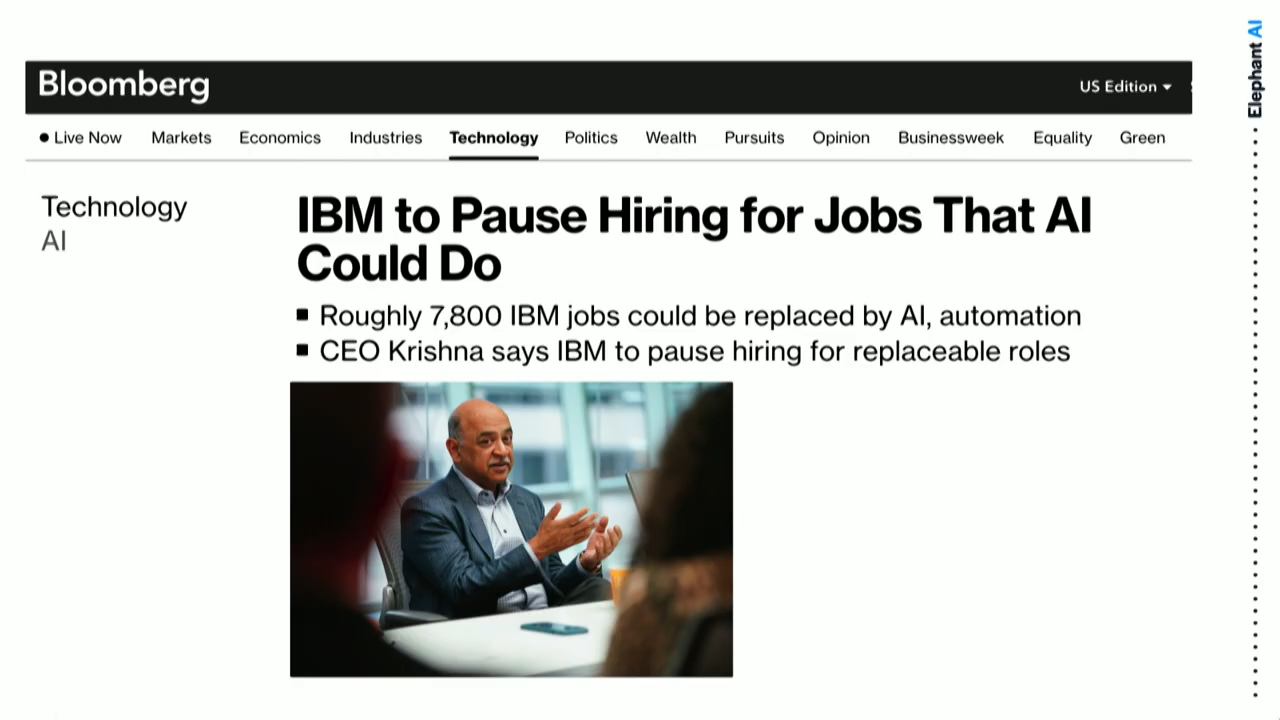 Bloomberg
US Edition
Live Now Markets Economics Industries Technology Politics Wealth Pursuits Opinion Businessweek Equality Green
Technology
AI
IBM to Pause Hiring for Jobs That AI
Could Do
Roughly 7,800 IBM jobs could be replaced by AI, automation
CEO Krishna says IBM to pause hiring for replaceable roles
Elephant AI